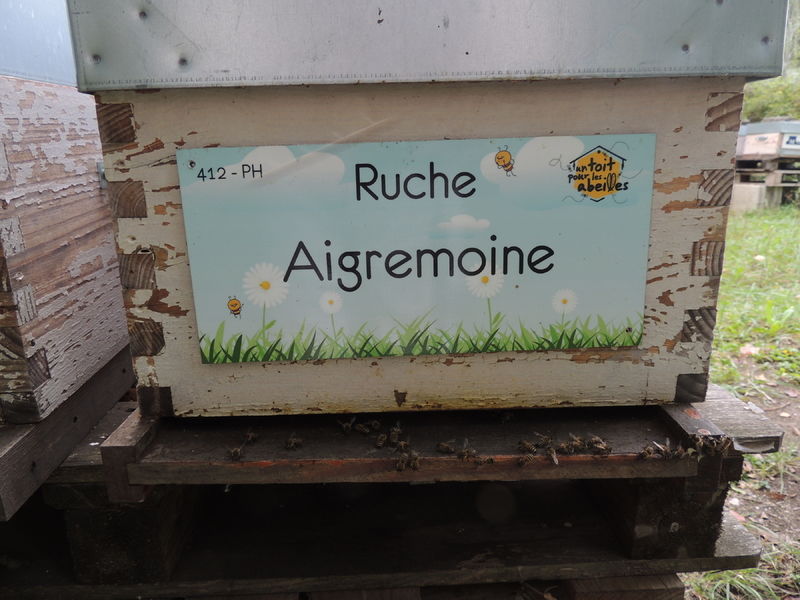 412 - PH
Ruche
Aigremoine
un toit
pour les
abeilles